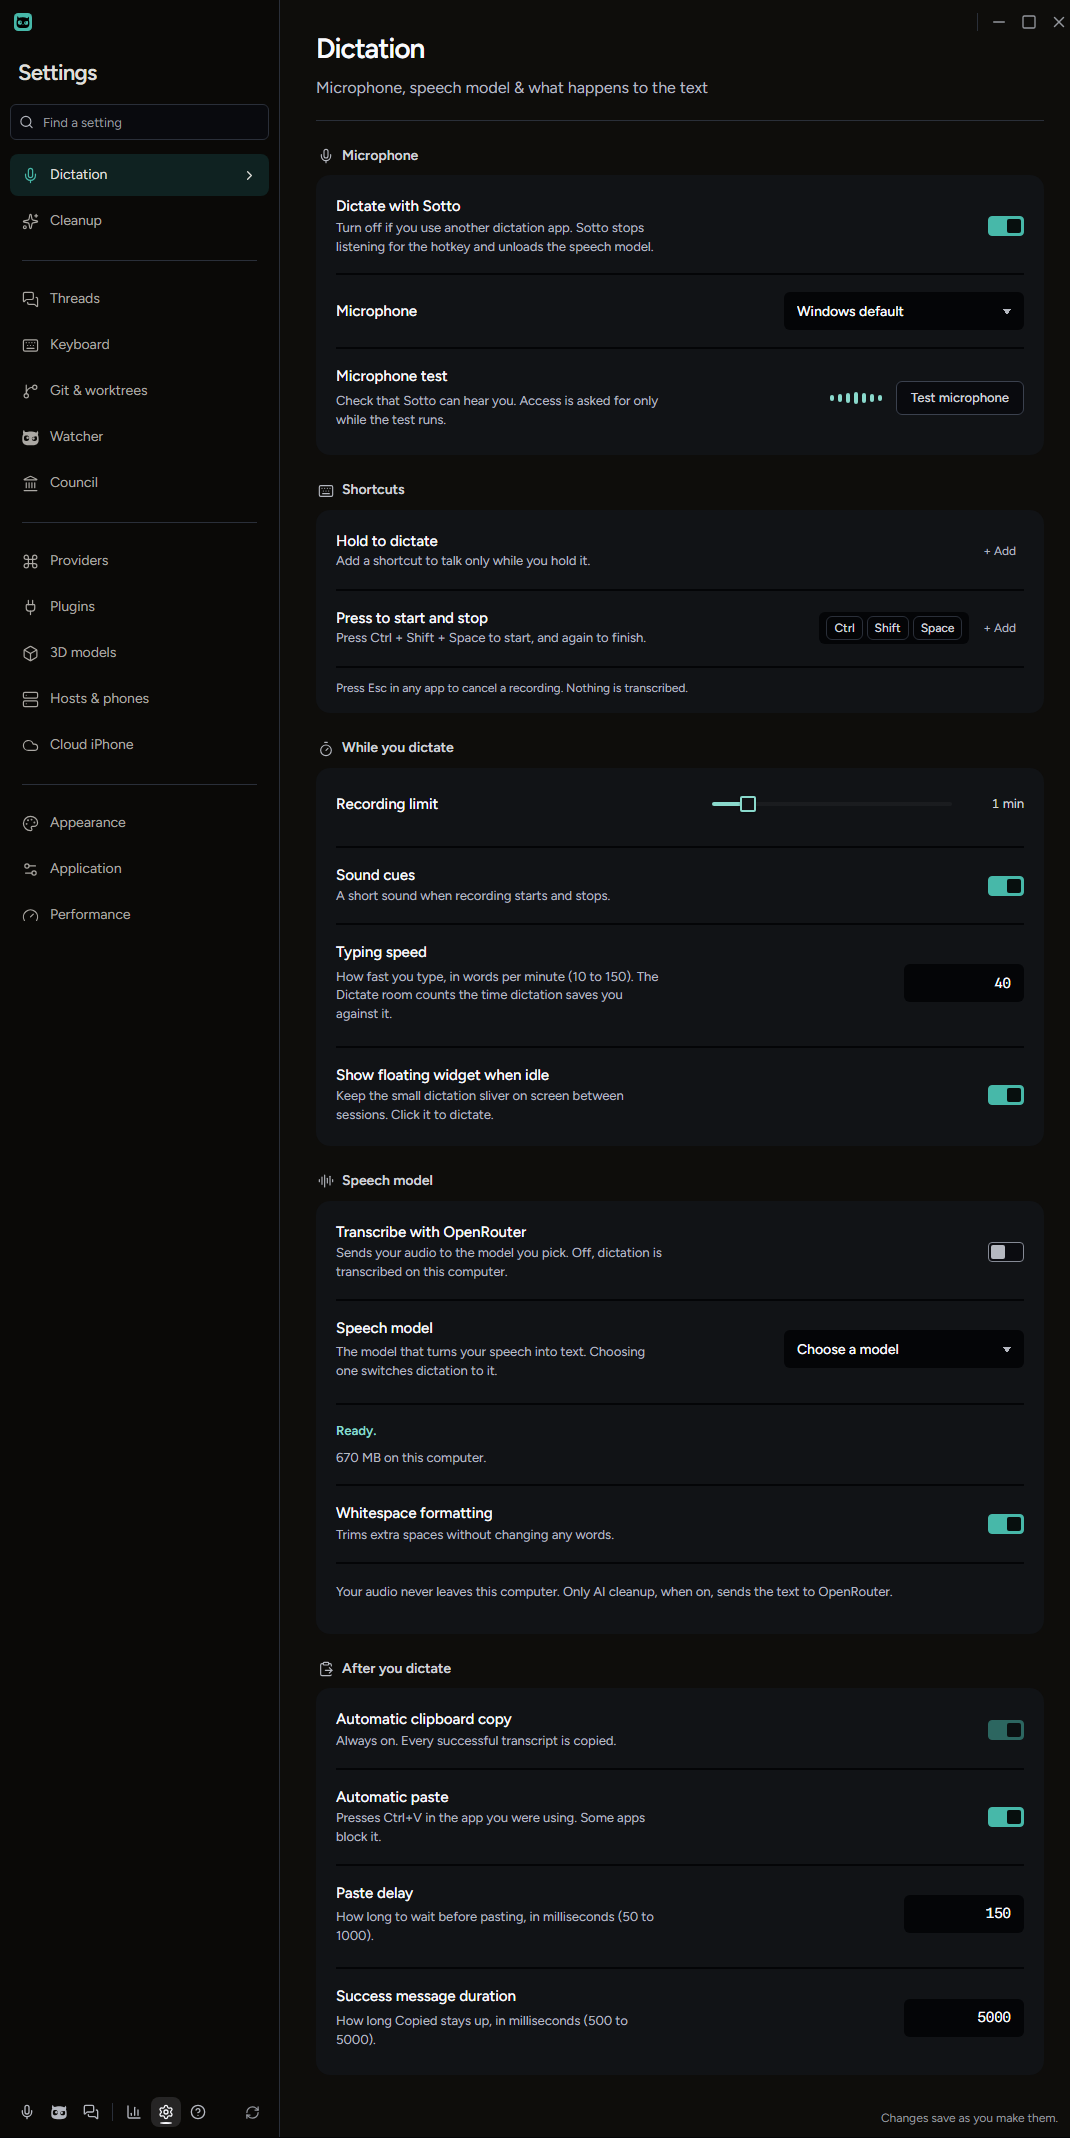 Settings
Find a setting
Dictation
Cleanup
Threads
Keyboard
Git & worktrees
Watcher
Council
Providers
Plugins
3D models
Hosts & phones
Cloud iPhone
Appearance
Application
Performance
Dictation
Microphone, speech model & what happens to the text
Microphone
Dictate with Sotto
Turn off if you use another dictation app. Sotto stops
listening for the hotkey and unloads the speech model.
Microphone
Windows default
Microphone test
Check that Sotto can hear you. Access is asked for only
while the test runs.
Test microphone
Shortcuts
Hold to dictate
Add a shortcut to talk only while you hold it.
+ Add
Press to start and stop
Press Ctrl + Shift + Space to start, and again to finish.
Ctrl Shift Space + Add
Press Esc in any app to cancel a recording. Nothing is transcribed.
While you dictate
Recording limit
1 min
Sound cues
A short sound when recording starts and stops.
Typing speed
How fast you type, in words per minute (10 to 150). The
Dictate room counts the time dictation saves you
against it.
40
Show floating widget when idle
Keep the small dictation sliver on screen between
sessions. Click it to dictate.
Speech model
Transcribe with OpenRouter
Sends your audio to the model you pick. Off, dictation is
transcribed on this computer.
Speech model
The model that turns your speech into text. Choosing
one switches dictation to it.
Choose a model
Ready.
670 MB on this computer.
Whitespace formatting
Trims extra spaces without changing any words.
Your audio never leaves this computer. Only AI cleanup, when on, sends the text to OpenRouter.
After you dictate
Automatic clipboard copy
Always on. Every successful transcript is copied.
Automatic paste
Presses Ctrl+V in the app you were using. Some apps
block it.
Paste delay
How long to wait before pasting, in milliseconds (50 to
1000).
150
Success message duration
How long Copied stays up, in milliseconds (500 to
5000).
5000
Changes save as you make them.